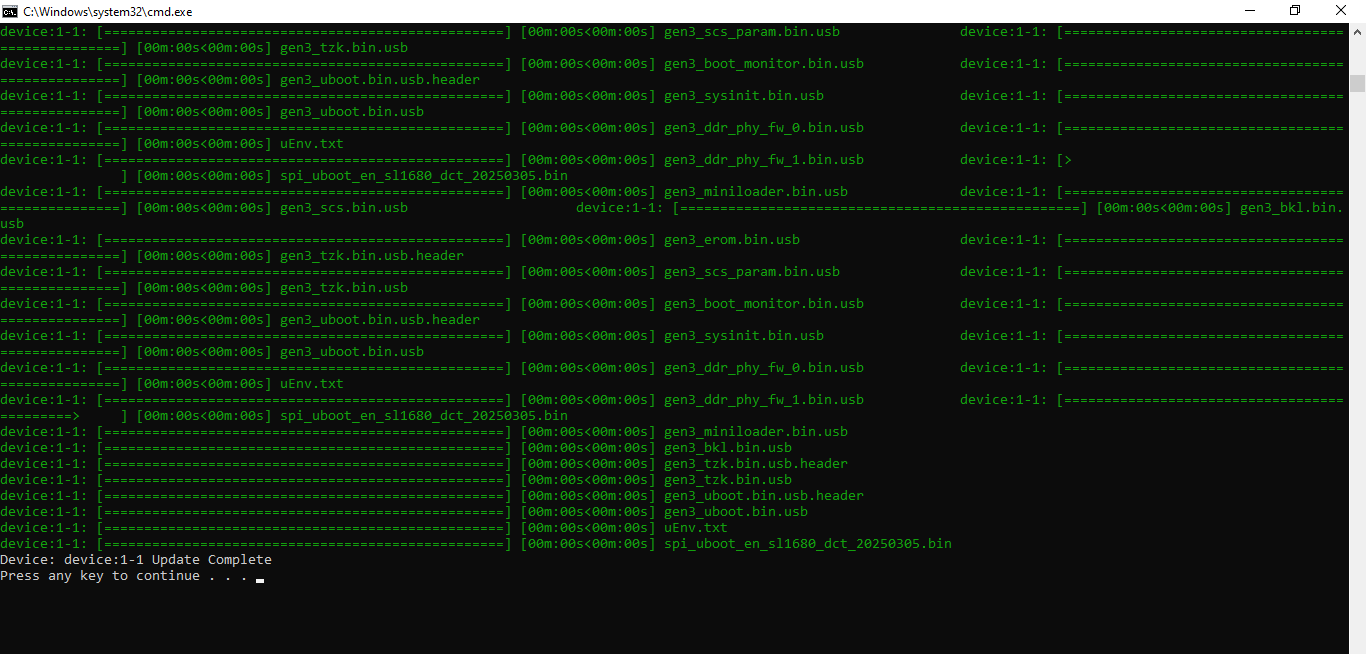 C:\Windows\system32\cmd.exe
device:1-1: [==================================================] [00m:00s<00m:00s] gen3_scs_param.bin.usb               device:1-1: [===================================
===============] [00m:00s<00m:00s] gen3_tzk.bin.usb
device:1-1: [==================================================] [00m:00s<00m:00s] gen3_boot_monitor.bin.usb            device:1-1: [===================================
===============] [00m:00s<00m:00s] gen3_uboot.bin.usb.header
device:1-1: [==================================================] [00m:00s<00m:00s] gen3_sysinit.bin.usb                 device:1-1: [===================================
===============] [00m:00s<00m:00s] gen3_uboot.bin.usb
device:1-1: [==================================================] [00m:00s<00m:00s] gen3_ddr_phy_fw_0.bin.usb            device:1-1: [===================================
===============] [00m:00s<00m:00s] uEnv.txt
device:1-1: [==================================================] [00m:00s<00m:00s] gen3_ddr_phy_fw_1.bin.usb            device:1-1: [>
               ] [00m:00s<00m:00s] spi_uboot_en_sl1680_dct_20250305.bin
device:1-1: [==================================================] [00m:00s<00m:00s] gen3_miniloader.bin.usb              device:1-1: [===================================
===============] [00m:00s<00m:00s] gen3_scs.bin.usb                     device:1-1: [==================================================] [00m:00s<00m:00s] gen3_bkl.bin.
usb
device:1-1: [==================================================] [00m:00s<00m:00s] gen3_erom.bin.usb                    device:1-1: [===================================
===============] [00m:00s<00m:00s] gen3_tzk.bin.usb.header
device:1-1: [==================================================] [00m:00s<00m:00s] gen3_scs_param.bin.usb               device:1-1: [===================================
===============] [00m:00s<00m:00s] gen3_tzk.bin.usb
device:1-1: [==================================================] [00m:00s<00m:00s] gen3_boot_monitor.bin.usb            device:1-1: [===================================
===============] [00m:00s<00m:00s] gen3_uboot.bin.usb.header
device:1-1: [==================================================] [00m:00s<00m:00s] gen3_sysinit.bin.usb                 device:1-1: [===================================
===============] [00m:00s<00m:00s] gen3_uboot.bin.usb
device:1-1: [==================================================] [00m:00s<00m:00s] gen3_ddr_phy_fw_0.bin.usb            device:1-1: [===================================
===============] [00m:00s<00m:00s] uEnv.txt
device:1-1: [==================================================] [00m:00s<00m:00s] gen3_ddr_phy_fw_1.bin.usb            device:1-1: [===================================
=========>     ] [00m:00s<00m:00s] spi_uboot_en_sl1680_dct_20250305.bin
device:1-1: [==================================================] [00m:00s<00m:00s] gen3_miniloader.bin.usb
device:1-1: [==================================================] [00m:00s<00m:00s] gen3_bkl.bin.usb
device:1-1: [==================================================] [00m:00s<00m:00s] gen3_tzk.bin.usb.header
device:1-1: [==================================================] [00m:00s<00m:00s] gen3_tzk.bin.usb
device:1-1: [==================================================] [00m:00s<00m:00s] gen3_uboot.bin.usb.header
device:1-1: [==================================================] [00m:00s<00m:00s] gen3_uboot.bin.usb
device:1-1: [==================================================] [00m:00s<00m:00s] uEnv.txt
device:1-1: [==================================================] [00m:00s<00m:00s] spi_uboot_en_sl1680_dct_20250305.bin
Device: device:1-1 Update Complete
Press any key to continue . . .